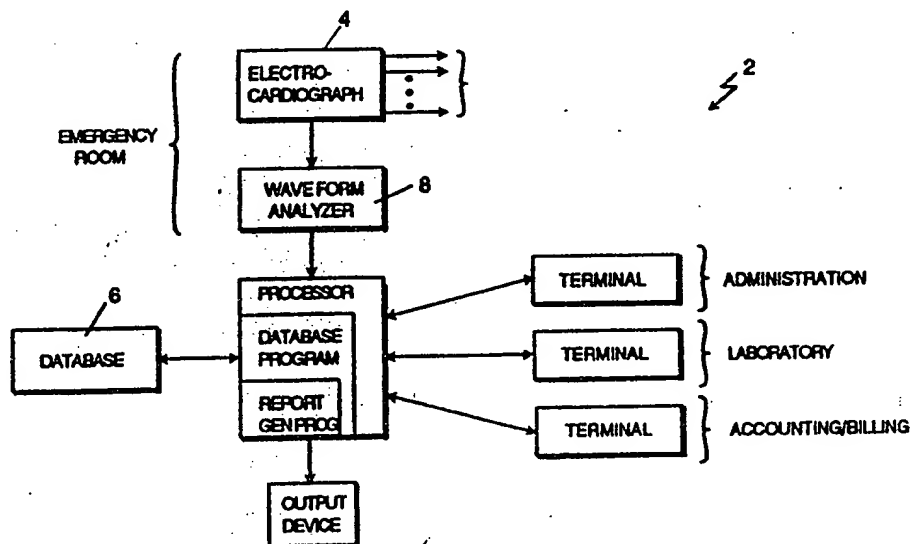 4
ELECTRO-
CARDIOGRAPH
2
EMERGENCY
ROOM
WAVE FORM
ANALYZER
8
PROCESSOR
TERMINAL
ADMINISTRATION
6
DATABASE
DATABASE
PROGRAM
TERMINAL
LABORATORY
REPORT
GEN PROG
TERMINAL
ACCOUNTING/BILLING
OUTPUT
DEVICE